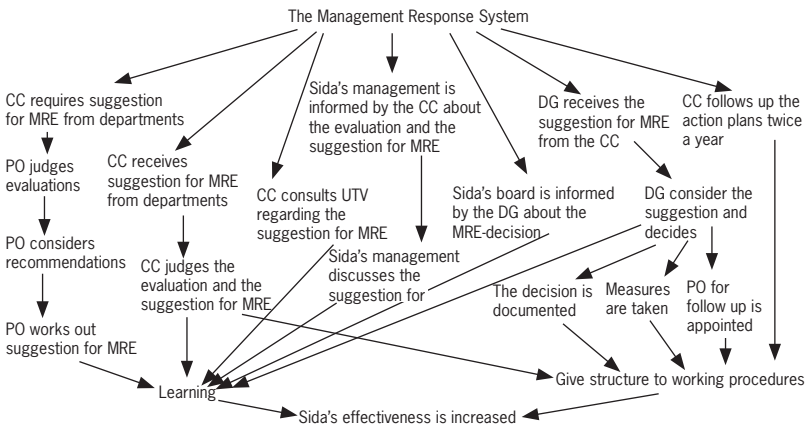 The Management Response System
CC requires suggestion
for MRE from departments
PO judges
evaluations
PO considers
recommendations
PO works out
suggestion for MRE
CC receives
suggestion for MRE
from departments
CC judges the
evaluation and the
suggestion for MRE
CC consults UTV
regarding the
suggestion for MRE
Sida's management is
informed by the CC about
the evaluation and the
suggestion for MRE
Sida's management
discusses the
suggestion for
Sida's board is informed
by the DG about the
MRE-decision
DG receives the
suggestion for MRE
from the CC
DG consider the
suggestion and
decides
The decision is
documented
Measures
are taken
PO for
follow up is
appointed
CC follows up the
action plans twice
a year
Learning
Give structure to working procedures
Sida's effectiveness is increased